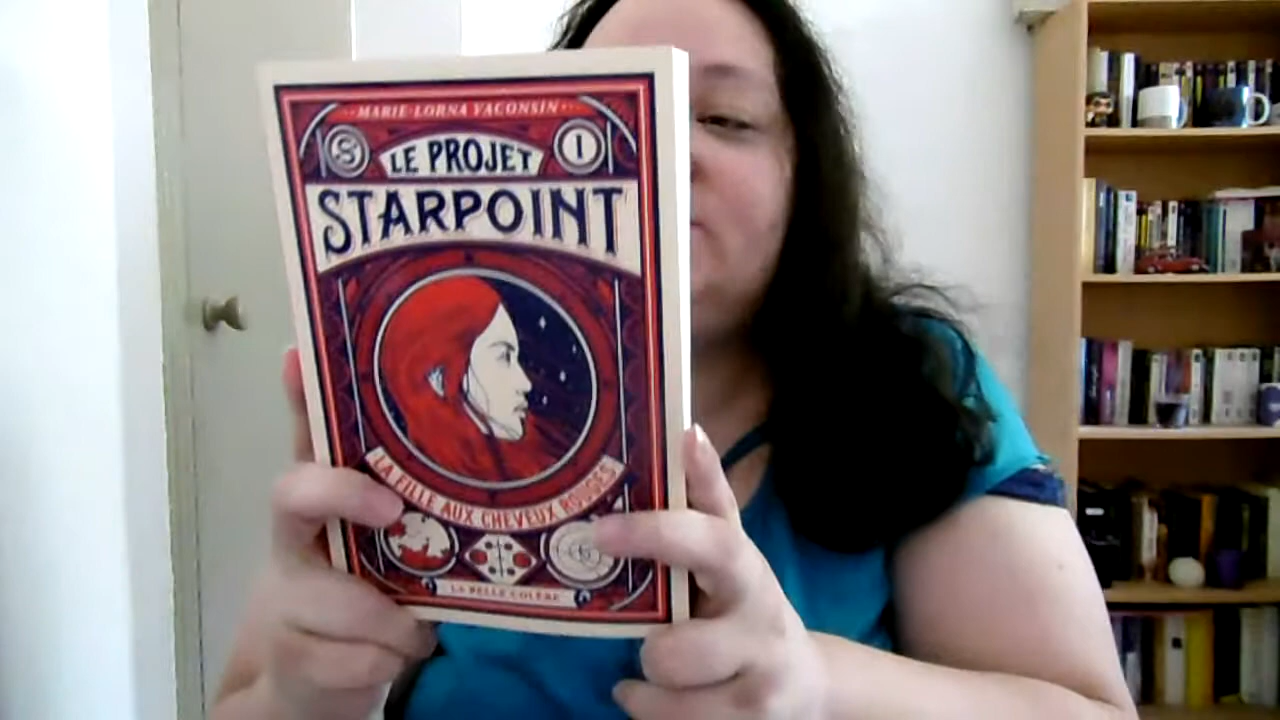 MARIE-LORNA VACONSIN
S
I
LE PROJET
STARPOINT
LA FILLE AUX CHEVEUX ROUGES
LA BELLE COLÈRE